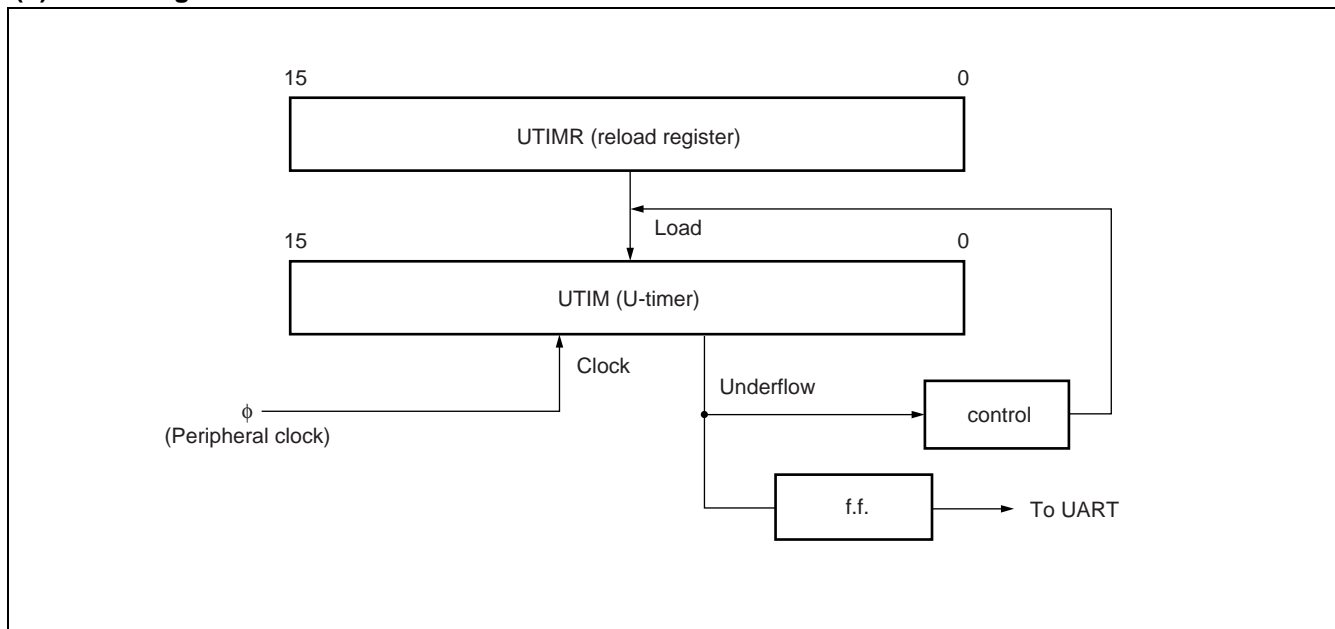 15 0
UTIMR (reload register)
Load
15 0
UTIM (U-timer)
Clock
Underflow
ϕ
(Peripheral clock)
control
f.f.
To UART